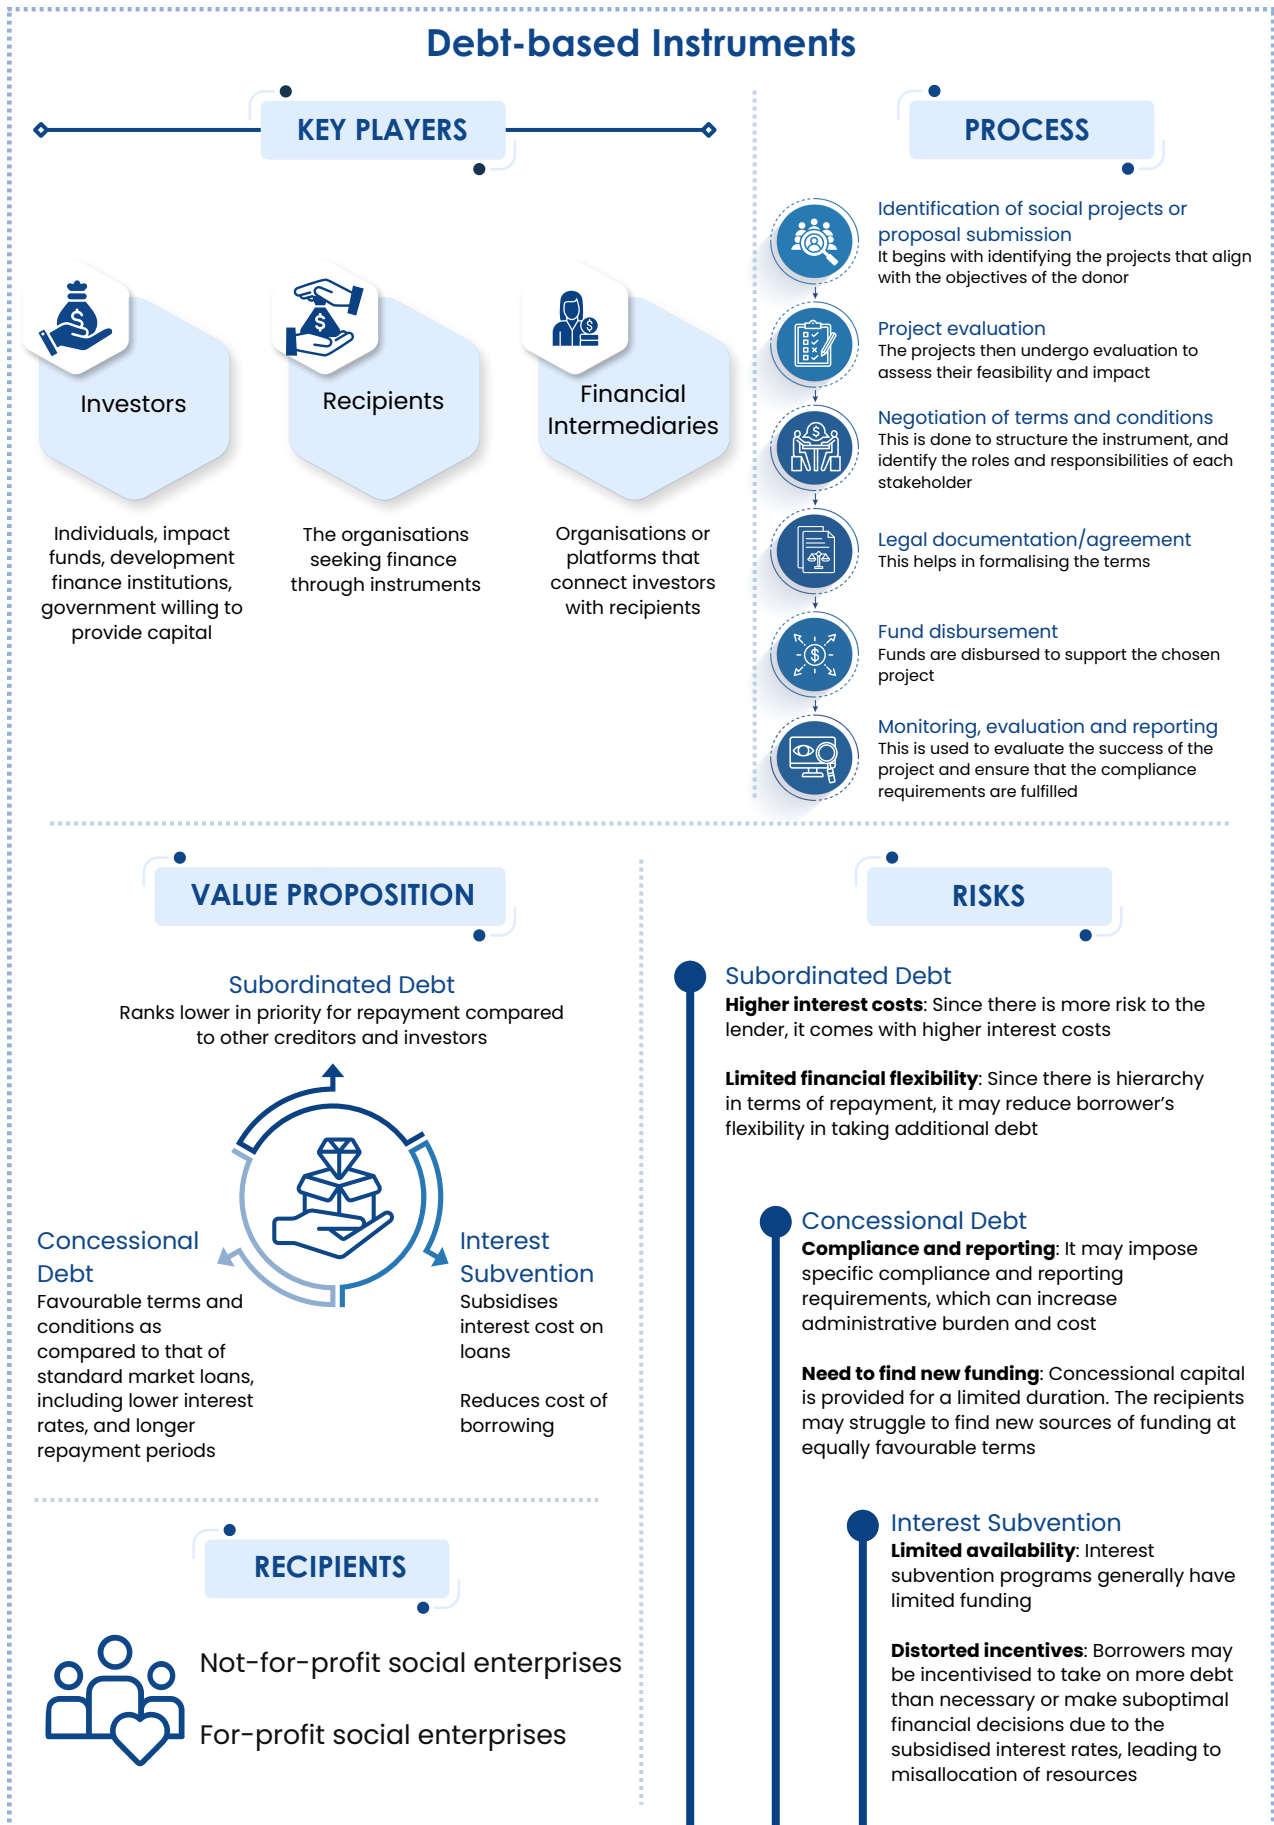 Debt-based Instruments
KEY PLAYERS
Investors
Individuals, impact
funds, development
finance institutions,
government willing to
provide capital
Recipients
The organisations
seeking finance
through instruments
Financial
Intermediaries
Organisations or
platforms that
connect investors
with recipients
PROCESS
Identification of social projects or
proposal submission
It begins with identifying the projects that align
with the objectives of the donor
Project evaluation
The projects then undergo evaluation to
assess their feasibility and impact
Negotiation of terms and conditions
This is done to structure the instrument, and
identify the roles and responsibilities of each
stakeholder
Legal documentation/agreement
This helps in formalising the terms
Fund disbursement
Funds are disbursed to support the chosen
project
Monitoring, evaluation and reporting
This is used to evaluate the success of the
project and ensure that the compliance
requirements are fulfilled
VALUE PROPOSITION
Subordinated Debt
Ranks lower in priority for repayment compared
to other creditors and investors
Concessional
Debt
Favourable terms and
conditions as
compared to that of
standard market loans,
including lower interest
rates, and longer
repayment periods
Interest
Subvention
Subsidises
interest cost on
loans
Reduces cost of
borrowing
RECIPIENTS
Not-for-profit social enterprises
For-profit social enterprises
RISKS
Subordinated Debt
Higher interest costs: Since there is more risk to the
lender, it comes with higher interest costs
Limited financial flexibility: Since there is hierarchy
in terms of repayment, it may reduce borrower’s
flexibility in taking additional debt
Concessional Debt
Compliance and reporting: It may impose
specific compliance and reporting
requirements, which can increase
administrative burden and cost
Need to find new funding: Concessional capital
is provided for a limited duration. The recipients
may struggle to find new sources of funding at
equally favourable terms
Interest Subvention
Limited availability: Interest
subvention programs generally have
limited funding
Distorted incentives: Borrowers may
be incentivised to take on more debt
than necessary or make suboptimal
financial decisions due to the
subsidised interest rates, leading to
misallocation of resources